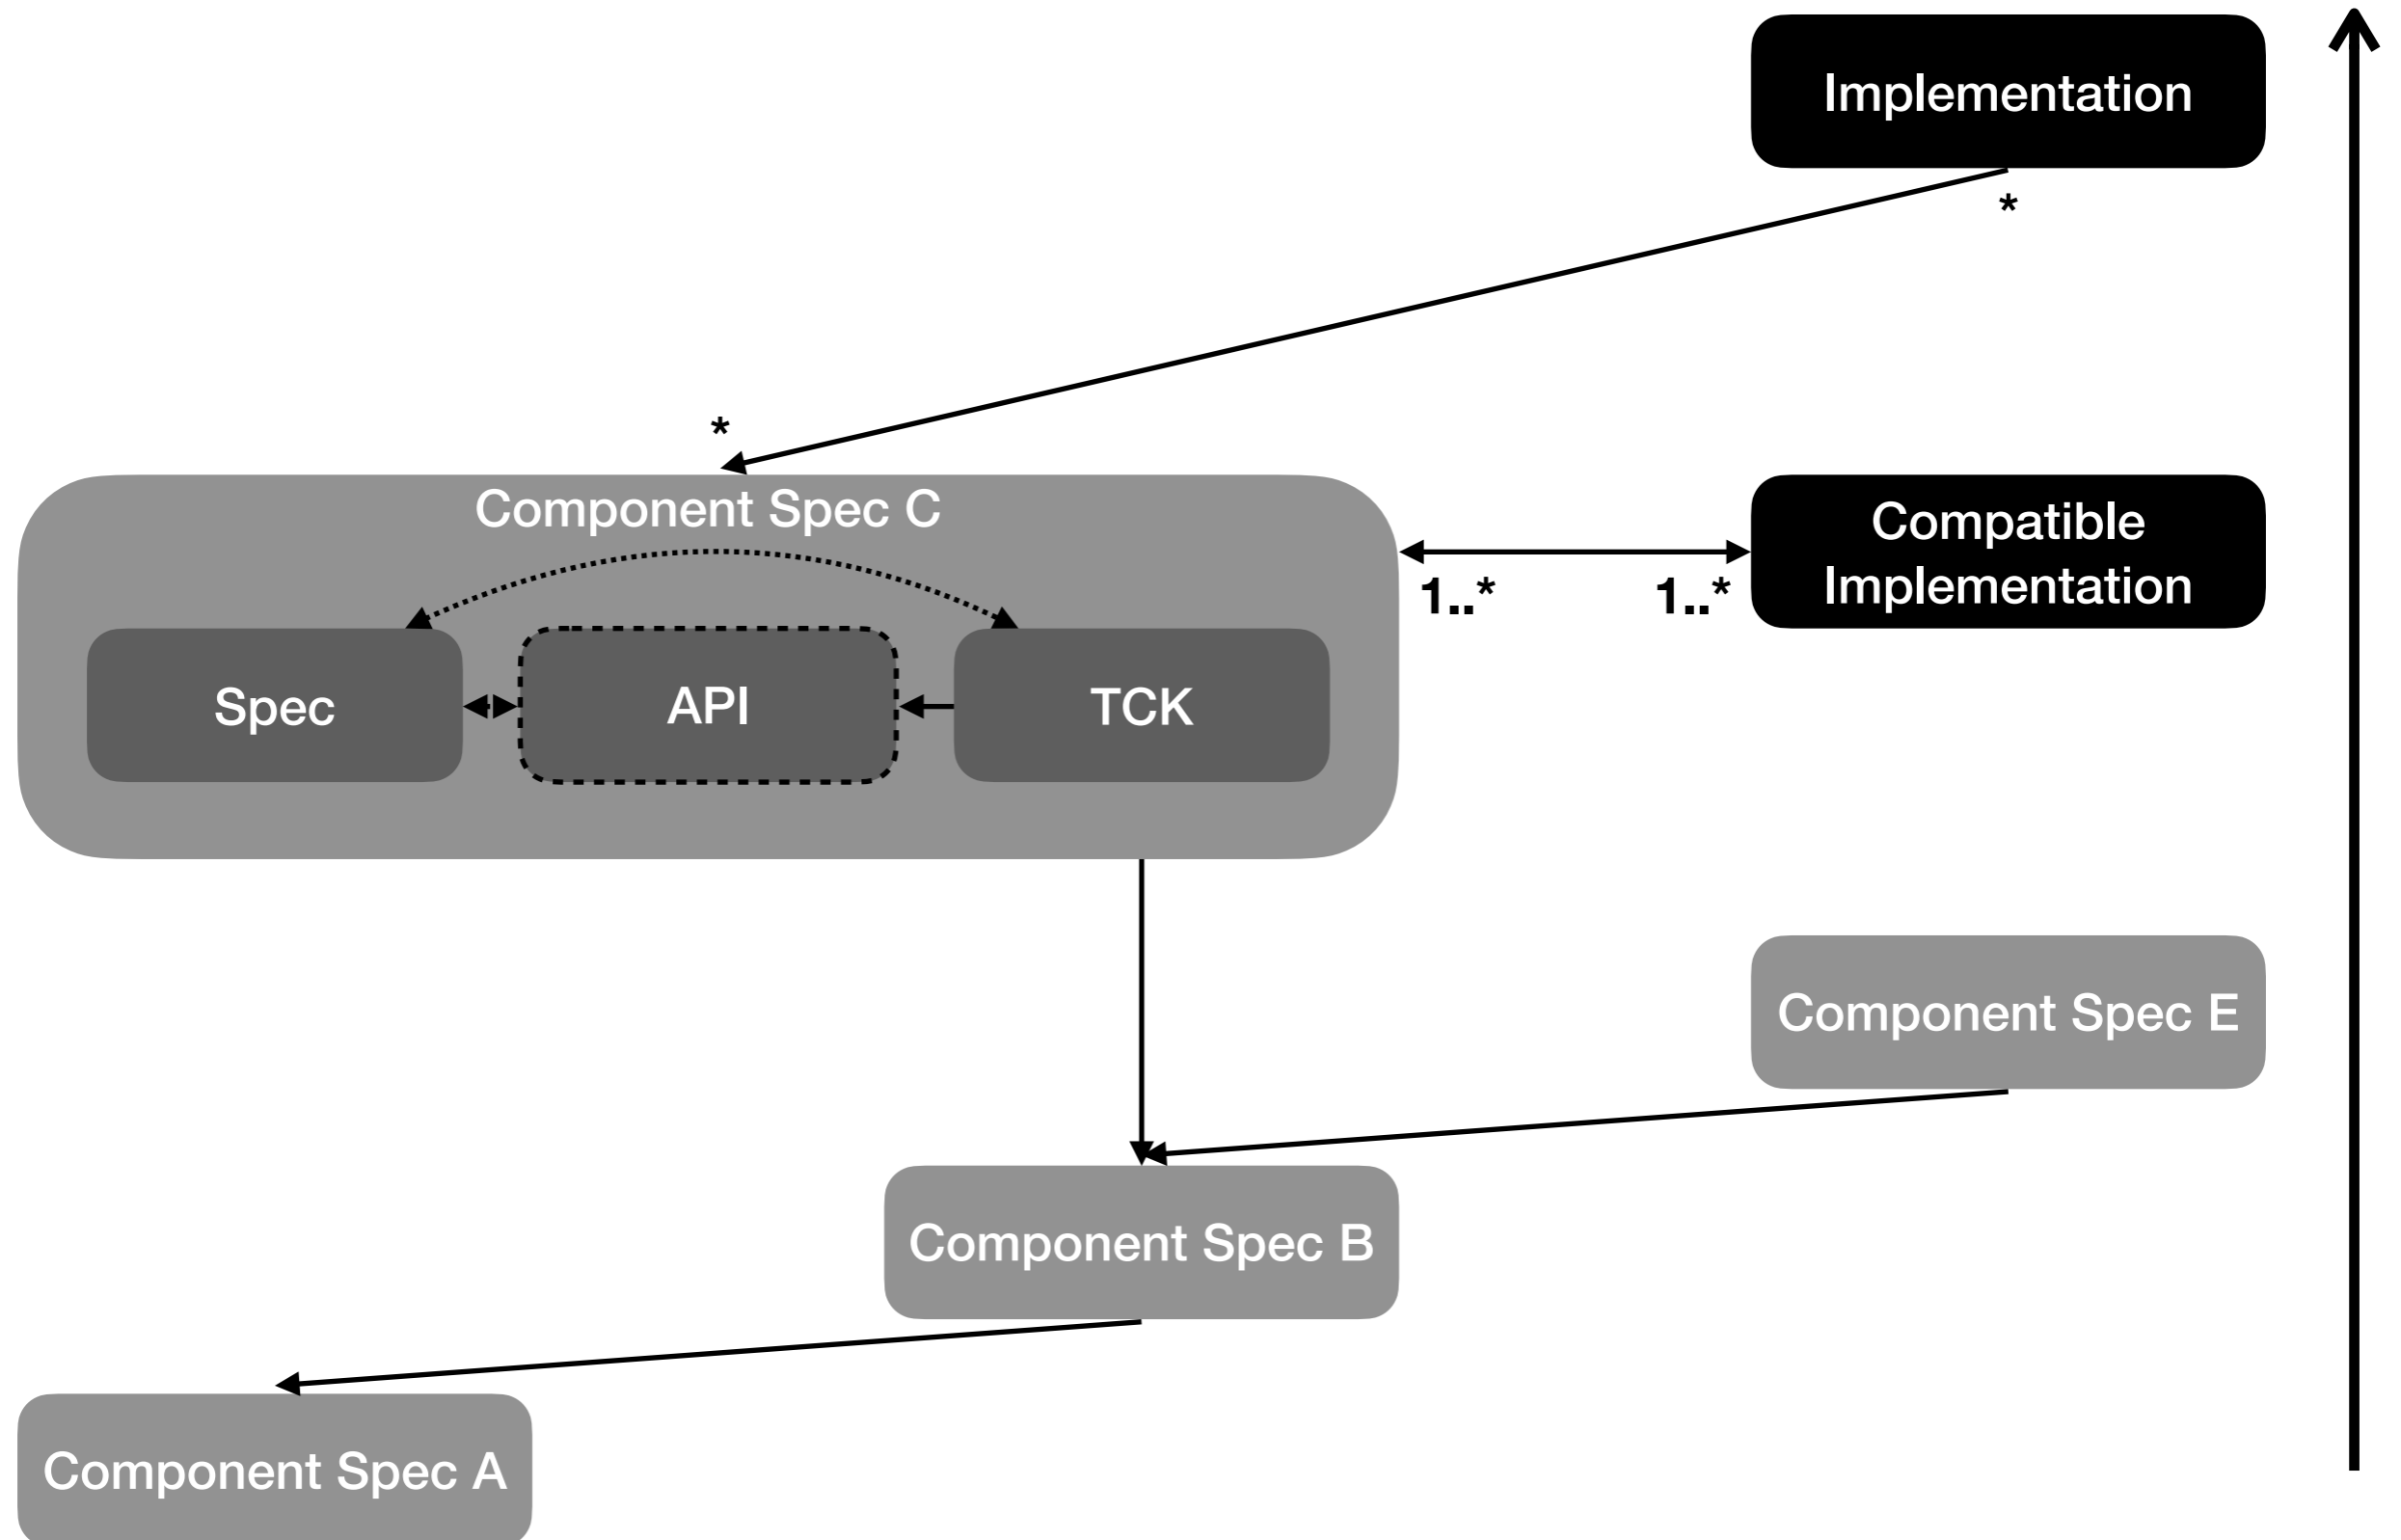 Implementation
*
*
Component Spec C
Compatible
Implementation
1..*
1..*
Spec
API
TCK
Component Spec E
Component Spec B
Component Spec A